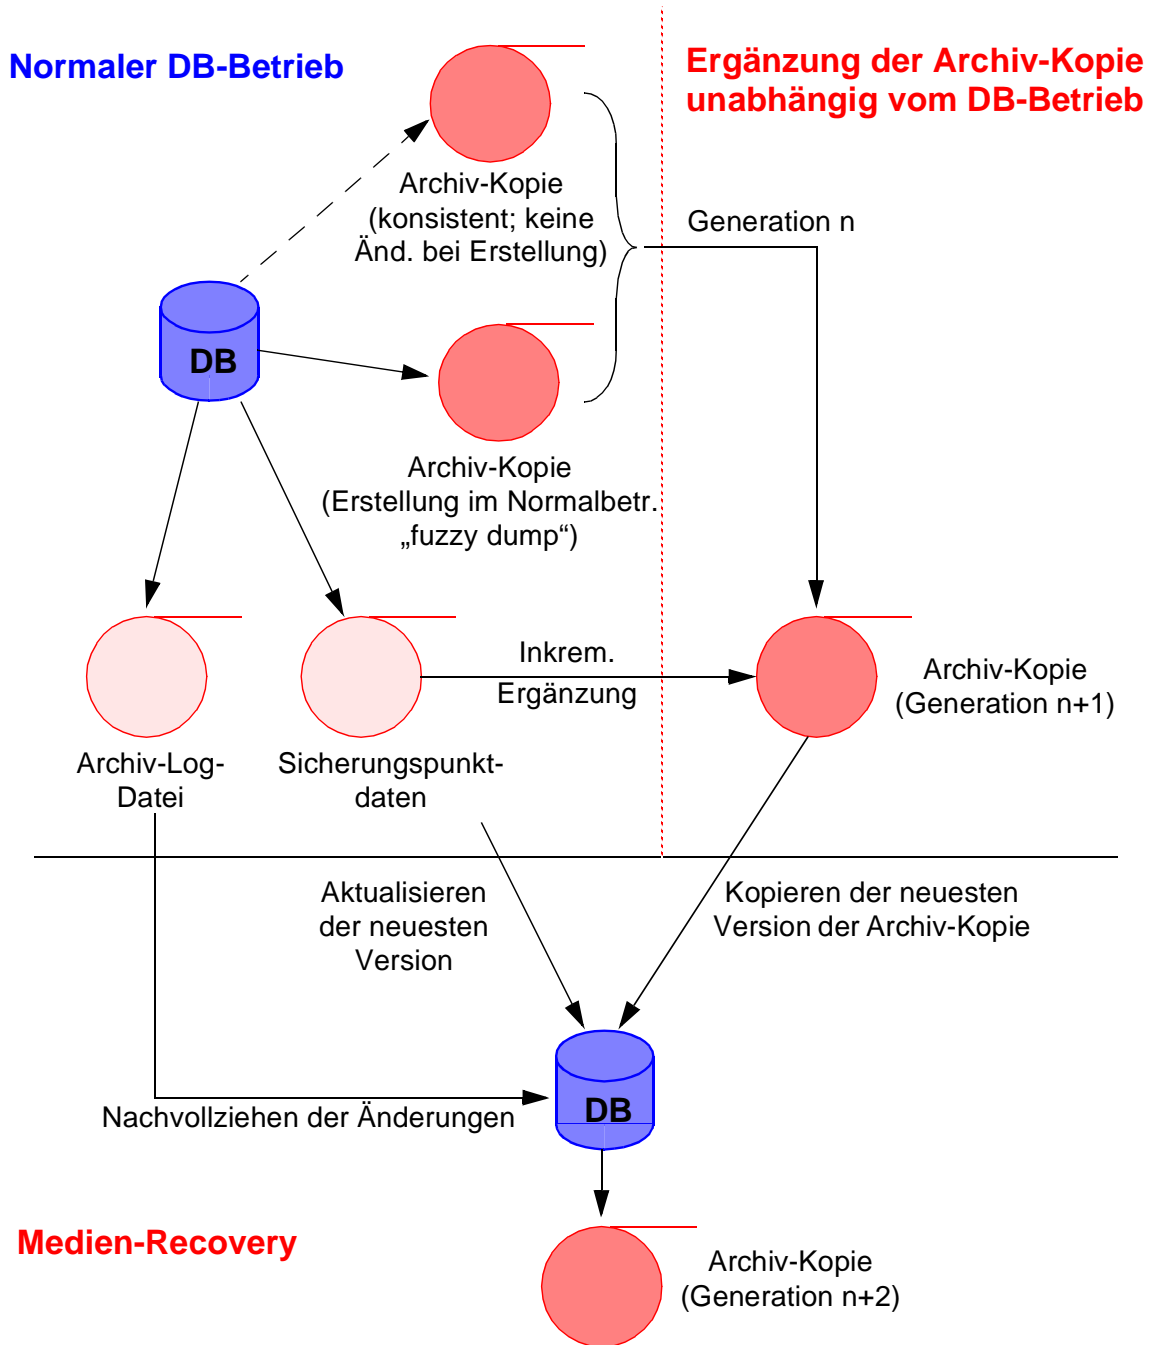 Normaler DB-Betrieb
Ergänzung der Archiv-Kopie
unabhängig vom DB-Betrieb
Archiv-Kopie
(konsistent; keine
Änd. bei Erstellung)
Generation n
DB
Archiv-Kopie
(Erstellung im Normalbetr.
„fuzzy dump“)
Inkrem.
Ergänzung
Archiv-Kopie
(Generation n+1)
Archiv-Log-
Datei
Sicherungspunkt-
daten
Aktualisieren
der neuesten
Version
Kopieren der neuesten
Version der Archiv-Kopie
Nachvollziehen der Änderungen
DB
Medien-Recovery
Archiv-Kopie
(Generation n+2)